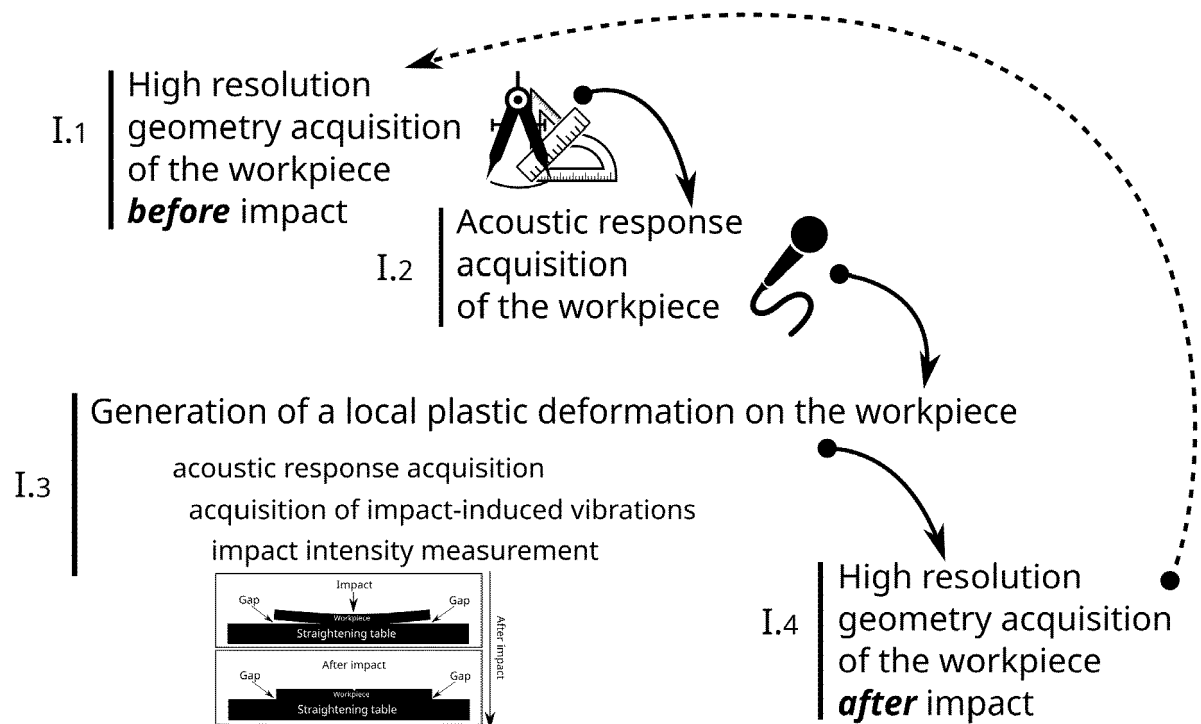 I.1
High resolution
geometry acquisition
of the workpiece
before impact
I.2
Acoustic response
acquisition
of the workpiece
I.3
Generation of a local plastic deformation on the workpiece
acoustic response acquisition
acquisition of impact-induced vibrations
impact intensity measurement
Impact
Gap
Gap
Workpiece
Straightening table
After impact
After impact
Gap
Gap
Workpiece
Straightening table
I.4
High resolution
geometry acquisition
of the workpiece
after impact